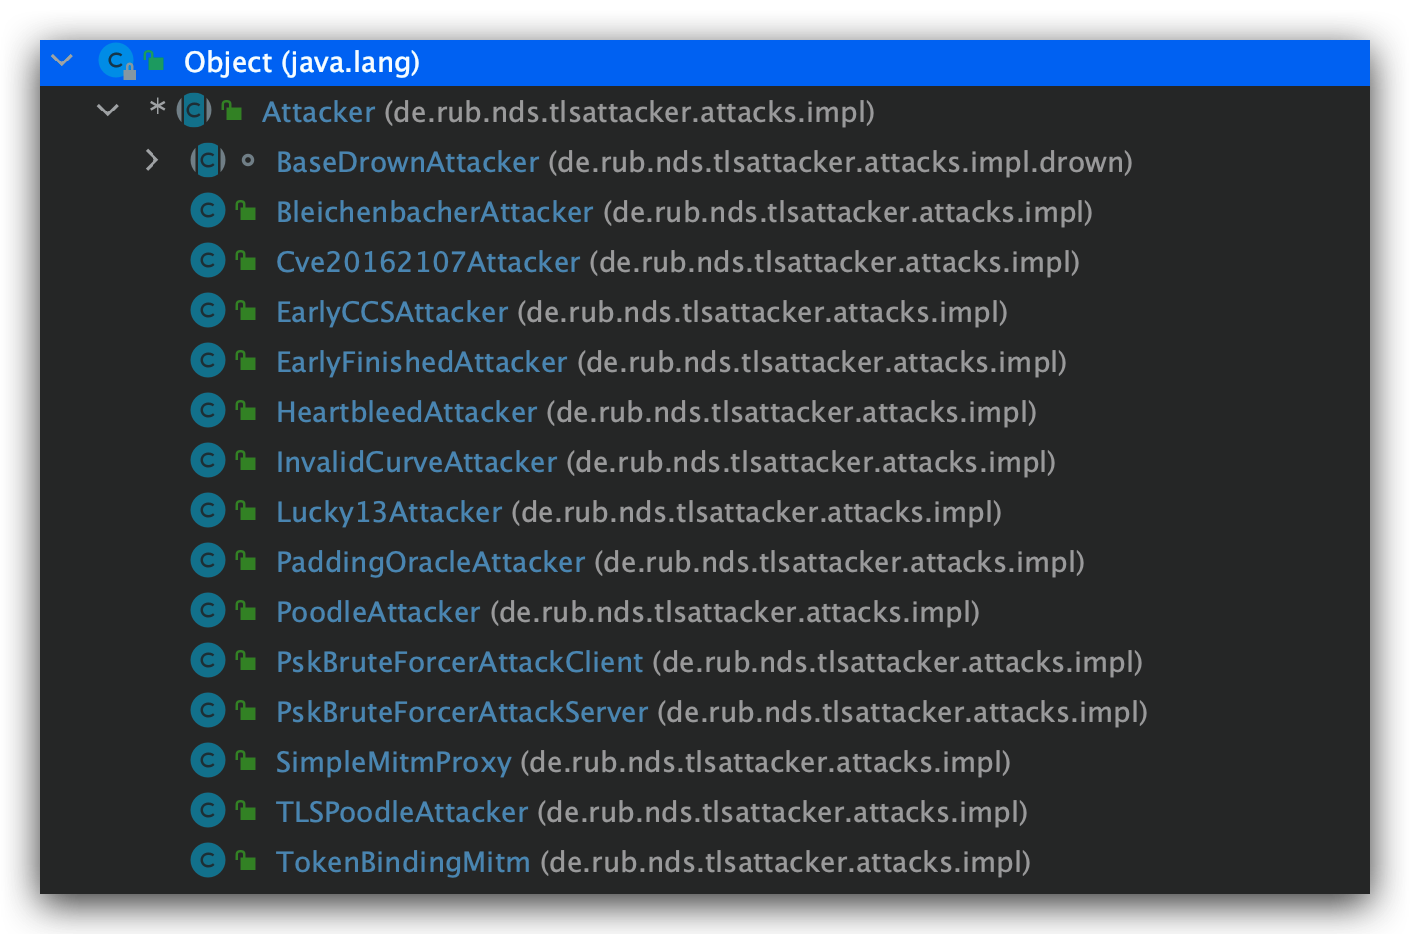 Object (java.lang)
* Attacker (de.rub.nds.tlsattacker.attacks.impl)
BaseDrownAttacker (de.rub.nds.tlsattacker.attacks.impl.drown)
BleichenbacherAttacker (de.rub.nds.tlsattacker.attacks.impl)
Cve20162107Attacker (de.rub.nds.tlsattacker.attacks.impl)
EarlyCCSAttacker (de.rub.nds.tlsattacker.attacks.impl)
EarlyFinishedAttacker (de.rub.nds.tlsattacker.attacks.impl)
HeartbleedAttacker (de.rub.nds.tlsattacker.attacks.impl)
InvalidCurveAttacker (de.rub.nds.tlsattacker.attacks.impl)
Lucky13Attacker (de.rub.nds.tlsattacker.attacks.impl)
PaddingOracleAttacker (de.rub.nds.tlsattacker.attacks.impl)
PoodleAttacker (de.rub.nds.tlsattacker.attacks.impl)
PskBruteForcerAttackClient (de.rub.nds.tlsattacker.attacks.impl)
PskBruteForcerAttackServer (de.rub.nds.tlsattacker.attacks.impl)
SimpleMitmProxy (de.rub.nds.tlsattacker.attacks.impl)
TLSPoodleAttacker (de.rub.nds.tlsattacker.attacks.impl)
TokenBindingMitm (de.rub.nds.tlsattacker.attacks.impl)